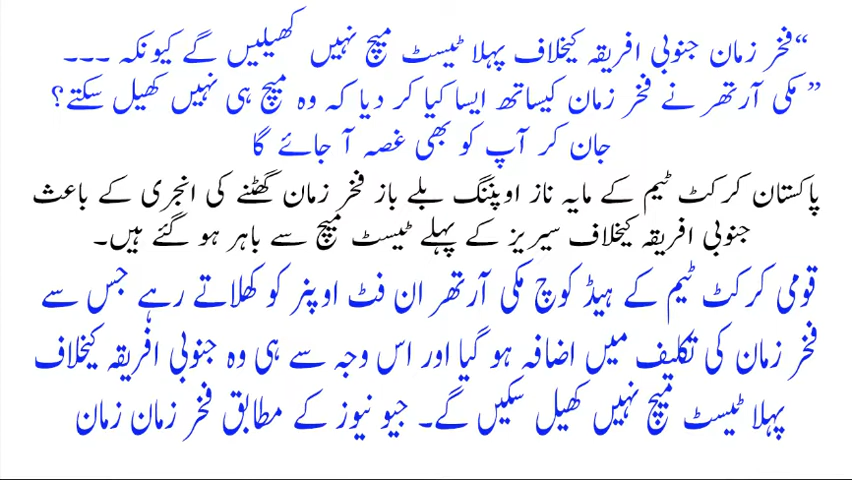 “فخر زمان جنوبی افریقہ کیخلاف پہلا ٹیسٹ میچ نہیں کھیلیں گے کیونکہ ۔۔۔
” مکی آرتھر نے فخر زمان کیساتھ ایسا کیا کر دیا کہ وہ میچ ہی نہیں کھیل سکتے؟
جان کر آپ کو بھی غصہ آ جائے گا
پاکستان کرکٹ ٹیم کے مایہ ناز اوپننگ بلے باز فخر زمان گھٹنے کی انجری کے باعث
جنوبی افریقہ کیخلاف سیریز کے پہلے ٹیسٹ میچ سے باہر ہو گئے ہیں۔
قومی کرکٹ ٹیم کے ہیڈ کوچ مکی آرتھر ان فٹ اوپنر کو کھلاتے رہے جس سے
فخر زمان کی تکلیف میں اضافہ ہو گیا اور اس وجہ سے ہی وہ جنوبی افریقہ کیخلاف
پہلا ٹیسٹ میچ نہیں کھیل سکیں گے۔ جیو نیوز کے مطابق فخر زمان زمان